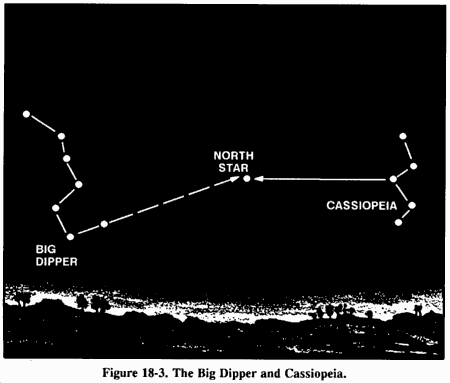 NORTH
STAR
CASSIOPEIA
BIG
DIPPER
Figure 18-3. The Big Dipper and Cassiopeia.